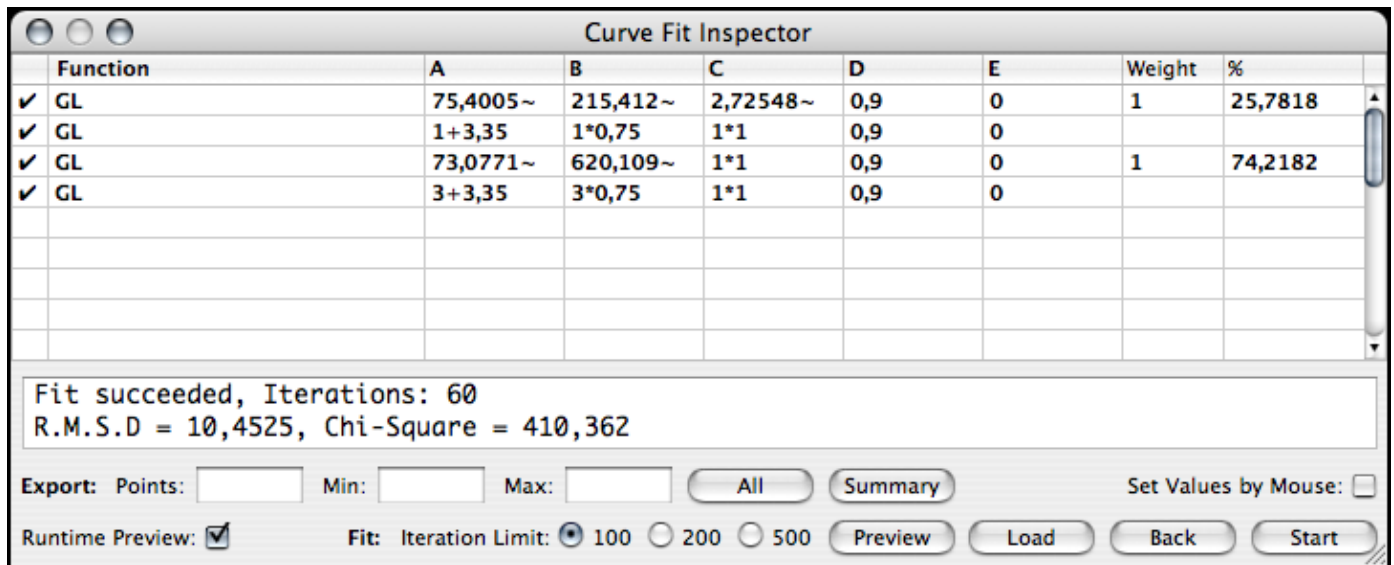 Curve Fit Inspector
Function A B C D E Weight %
✔ GL 75,4005~ 215,412~ 2,72548~ 0,9 0 1 25,7818
✔ GL 1+3,35 1*0,75 1*1 0,9 0
✔ GL 73,0771~ 620,109~ 1*1 0,9 0 1 74,2182
✔ GL 3+3,35 3*0,75 1*1 0,9 0
Fit succeeded, Iterations: 60
R.M.S.D = 10,4525, Chi-Square = 410,362
Export: Points: Min: Max: All Summary Set Values by Mouse:
Runtime Preview: Fit: Iteration Limit: 100 200 500 Preview Load Back Start